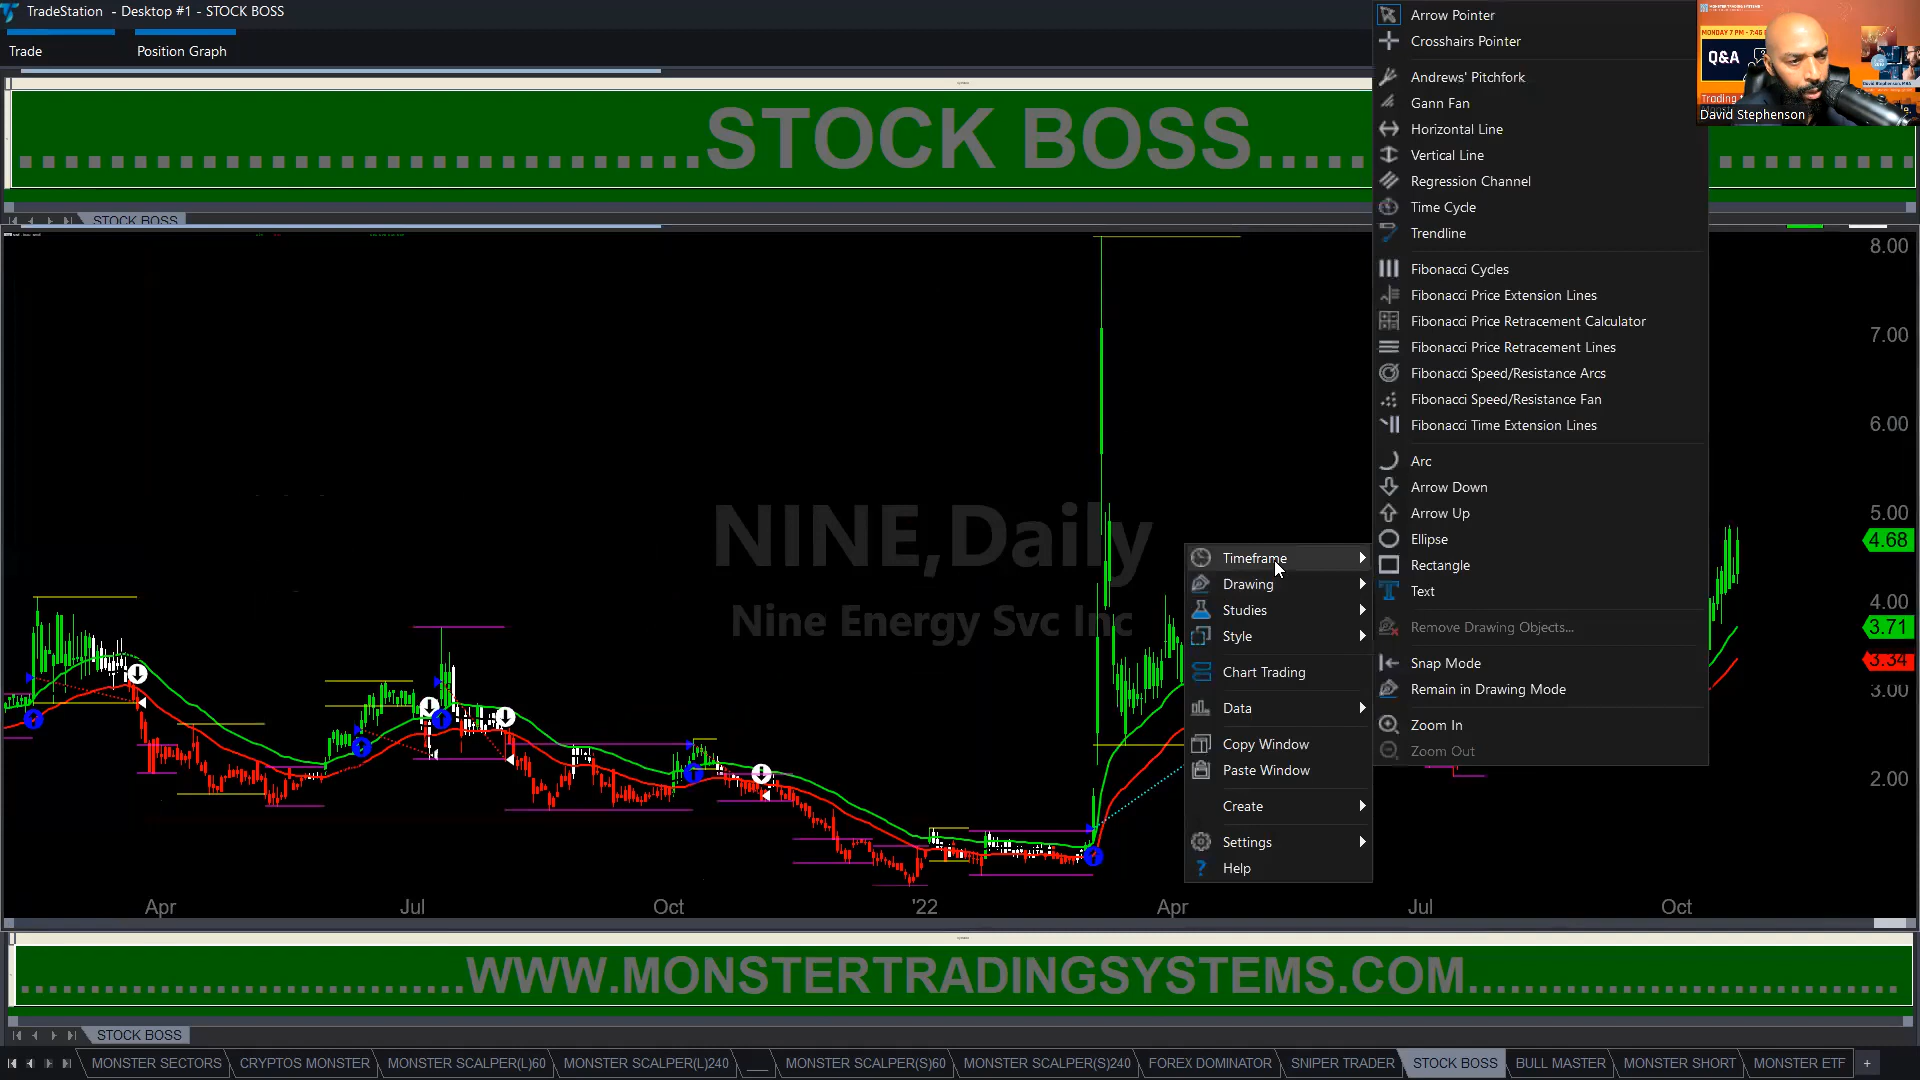 TradeStation - Desktop #1 - STOCK BOSS
Trade
Position Graph
STOCK BOSS
STOCK BOSS
NINE,Daily
Nine Energy Svc Inc
Timeframe
Drawing
Studies
Style
Chart Trading
Data
Copy Window
Paste Window
Create
Settings
Help
Arrow Pointer
Crosshairs Pointer
Andrews' Pitchfork
Gann Fan
Horizontal Line
Vertical Line
Regression Channel
Time Cycle
Trendline
Fibonacci Cycles
Fibonacci Price Extension Lines
Fibonacci Price Retracement Calculator
Fibonacci Price Retracement Lines
Fibonacci Speed/Resistance Arcs
Fibonacci Speed/Resistance Fan
Fibonacci Time Extension Lines
Arc
Arrow Down
Arrow Up
Ellipse
Rectangle
Text
Remove Drawing Objects...
Snap Mode
Remain in Drawing Mode
Zoom In
Zoom Out
Q&A
David Stephenson
8.00
7.00
6.00
5.00
4.68
4.00
3.71
3.34
3.00
2.00
Apr
Jul
Oct
'22
Apr
Jul
Oct
WWW.MONSTERTRADINGSYSTEMS.COM
STOCK BOSS
MONSTER SECTORS
CRYPTOS MONSTER
MONSTER SCALPER(L)60
MONSTER SCALPER(L)240
MONSTER SCALPER(S)60
MONSTER SCALPER(S)240
FOREX DOMINATOR
SNIPER TRADER
STOCK BOSS
BULL MASTER
MONSTER SHORT
MONSTER ETF